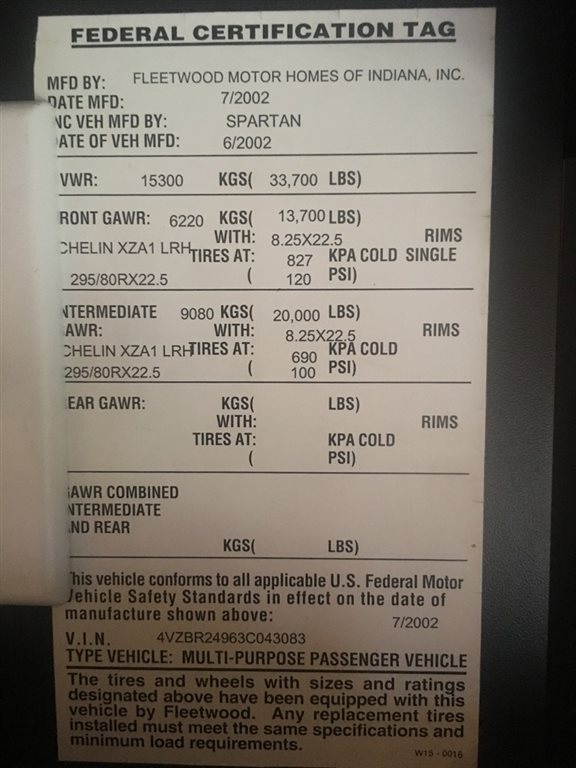 FEDERAL CERTIFICATION TAG
MFD BY: FLEETWOOD MOTOR HOMES OF INDIANA, INC.
DATE MFD: 7/2002
NC VEH MFD BY: SPARTAN
ATE OF VEH MFD: 6/2002
VWR: 15300 KGS( 33,700 LBS)
RONT GAWR: 6220 KGS( 13,700 LBS)
WITH: 8.25X22.5 RIMS
CHELIN XZA1 LRH TIRES AT: 827 KPA COLD SINGLE
295/80RX22.5 ( 120 PSI)
NTERMEDIATE 9080 KGS( 20,000 LBS)
AWR: WITH: 8.25X22.5 RIMS
CHELIN XZA1 LRH TIRES AT: 690 KPA COLD
295/80RX22.5 ( 100 PSI)
EAR GAWR: KGS( LBS)
WITH: RIMS
TIRES AT: KPA COLD
( PSI)
GAWR COMBINED
NTERMEDIATE
ND REAR
KGS( LBS)
This vehicle conforms to all applicable U.S. Federal Motor
Vehicle Safety Standards in effect on the date of
manufacture shown above: 7/2002
V.I.N. 4VZBR24963C043083
TYPE VEHICLE: MULTI-PURPOSE PASSENGER VEHICLE
The tires and wheels with sizes and ratings
designated above have been equipped with this
vehicle by Fleetwood. Any replacement tires
installed must meet the same specifications and
minimum load requirements.
W15 - 0016